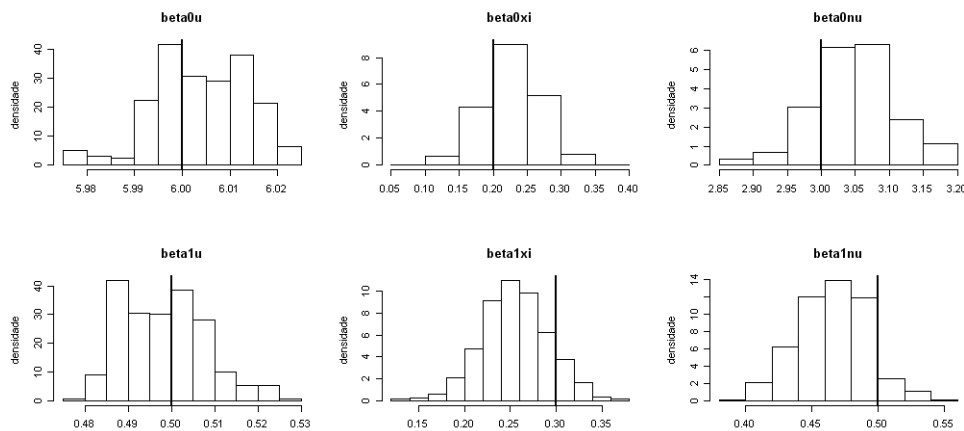 beta0u
beta0xi
beta0nu
densidade
0 10 20 30 40
5.98 5.99 6.00 6.01 6.02
densidade
0 2 4 6 8
0.05 0.10 0.15 0.20 0.25 0.30 0.35 0.40
densidade
0 1 2 3 4 5 6
2.85 2.90 2.95 3.00 3.05 3.10 3.15 3.20
beta1u
beta1xi
beta1nu
densidade
0 10 20 30 40
0.48 0.49 0.50 0.51 0.52 0.53
densidade
0 2 4 6 8 10
0.15 0.20 0.25 0.30 0.35
densidade
0 2 4 6 8 10 14
0.40 0.45 0.50 0.55